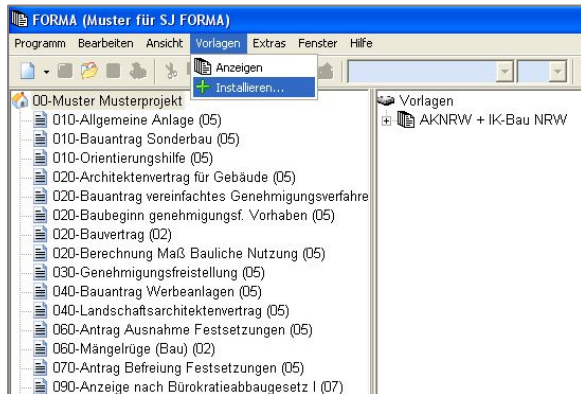 FORMA (Muster für SJ FORMA)
Programm Bearbeiten Ansicht Vorlagen Extras Fenster Hilfe
Anzeigen
Installieren...
00-Muster Musterprojekt
010-Allgemeine Anlage (05)
010-Bauantrag Sonderbau (05)
010-Orientierungshilfe (05)
020-Architektenvertrag für Gebäude (05)
020-Bauantrag vereinfachtes Genehmigungsverfahre
020-Baubeginn genehmigungsf. Vorhaben (05)
020-Bauvertrag (02)
020-Berechnung Maß Bauliche Nutzung (05)
030-Genehmigungsfreistellung (05)
040-Bauantrag Werbeanlagen (05)
040-Landschaftsarchitektenvertrag (05)
060-Antrag Ausnahme Festsetzungen (05)
060-Mängelrüge (Bau) (02)
070-Antrag Befreiung Festsetzungen (05)
090-Anzeige nach Bürokratieabbaugesetz I (07)
Vorlagen
AKNRW + IK-Bau NRW